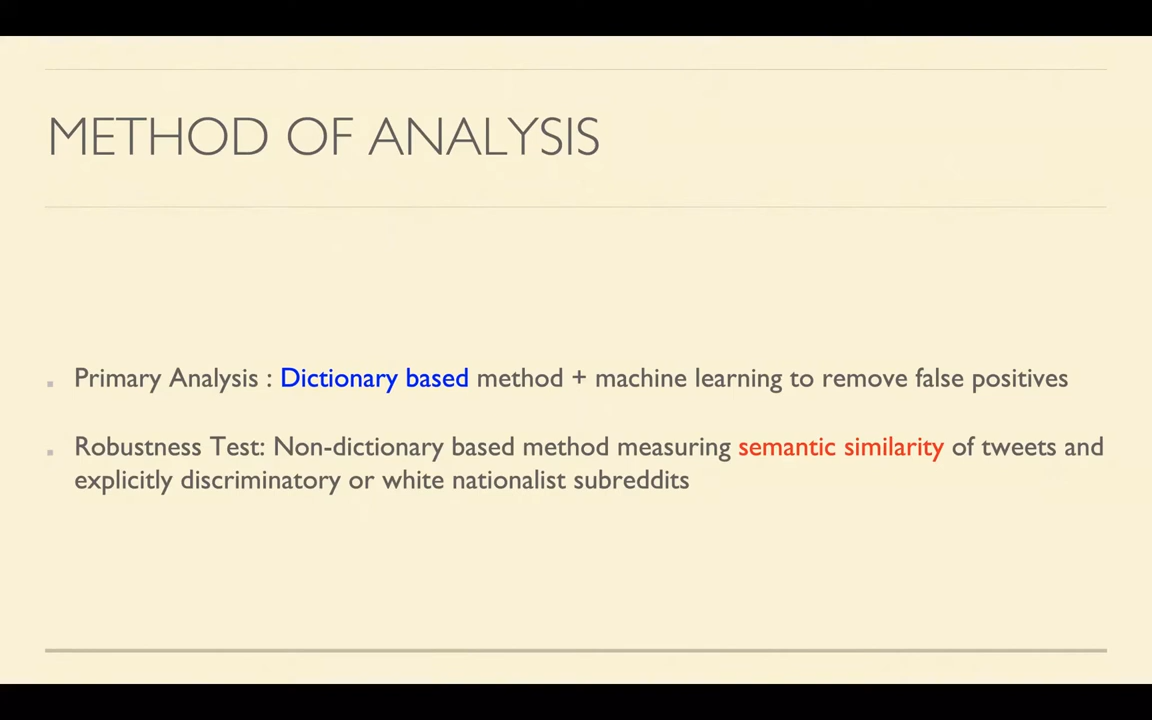 METHOD OF ANALYSIS
Primary Analysis : Dictionary based method + machine learning to remove false positives
Robustness Test: Non-dictionary based method measuring semantic similarity of tweets and
explicitly discriminatory or white nationalist subreddits